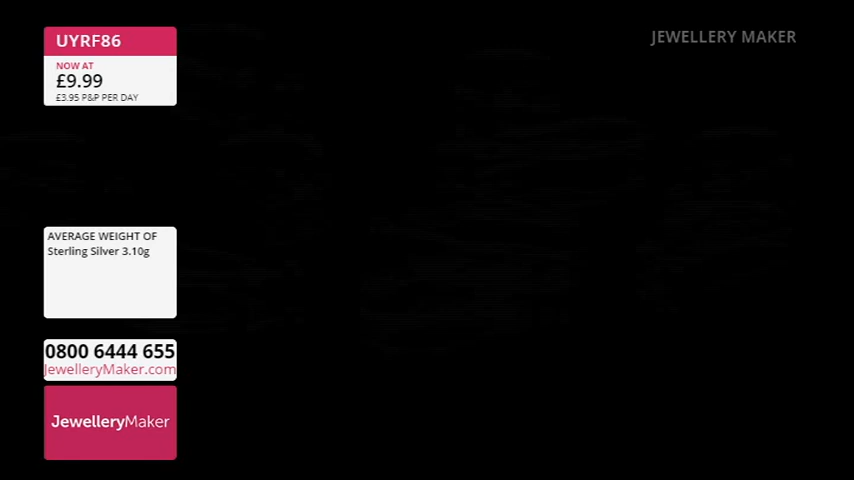 UYRF86
NOW AT
£9.99
£3.95 P&P PER DAY
JEWELLERY MAKER
AVERAGE WEIGHT OF
Sterling Silver 3.10g
0800 6444 655
JewelleryMaker.com
JewelleryMaker